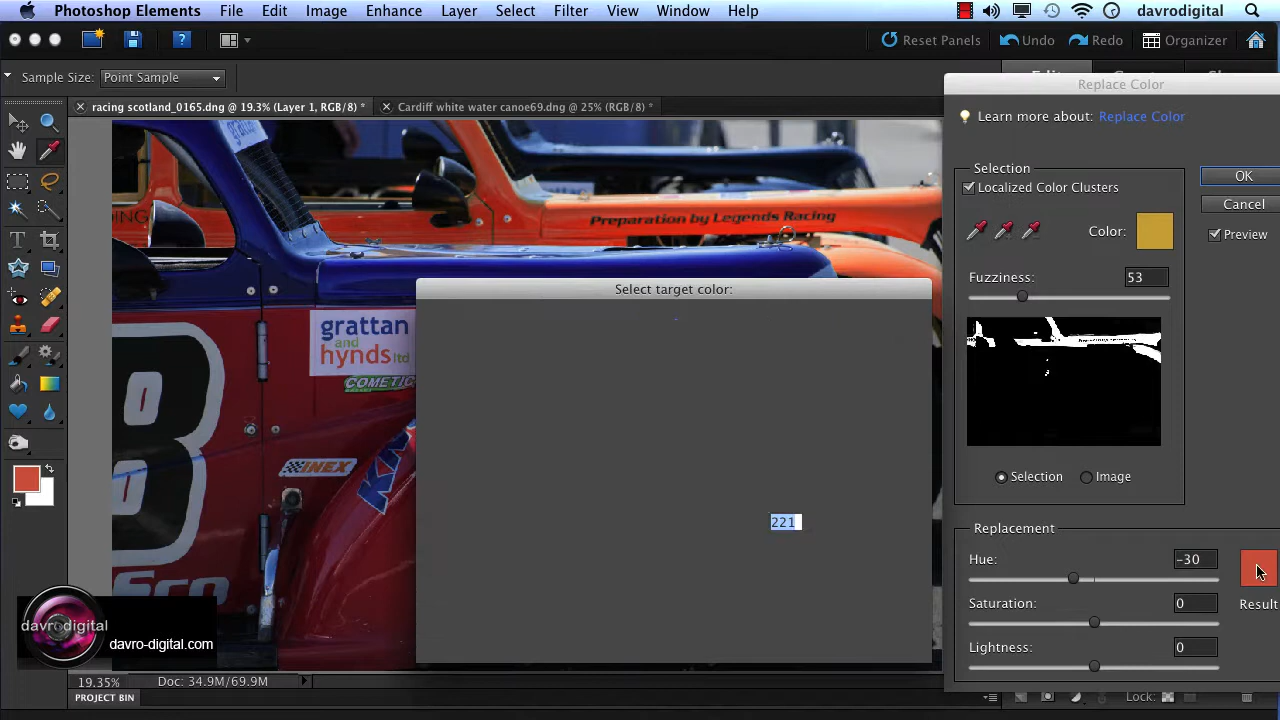 Photoshop Elements File Edit Image Enhance Layer Select Filter View Window Help davrodigital
Reset Panels Undo Redo Organizer
Sample Size: Point Sample
racing scotland_0165.dng @ 19.3% (Layer 1, RGB/8) * Cardiff white water canoe69.dng @ 25% (RGB/8) *
Replace Color
Learn more about: Replace Color
Selection
Localized Color Clusters
OK
Cancel
Preview
Color:
Fuzziness: 53
Selection Image
Replacement
Hue: -30
Result
Saturation: 0
Lightness: 0
Select target color:
221
Preparation by Legends Racing
grattan
grattan
and
hynds ltd
COMETIC
INEX
8
davro digital
davro-digital.com
19.35% Doc: 34.9M/69.9M
PROJECT BIN
Lock: